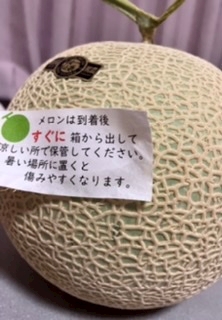 メロンは到着後
すぐに 箱から出して
涼しい所で保管してください。
暑い場所に置くと
傷みやすくなります。